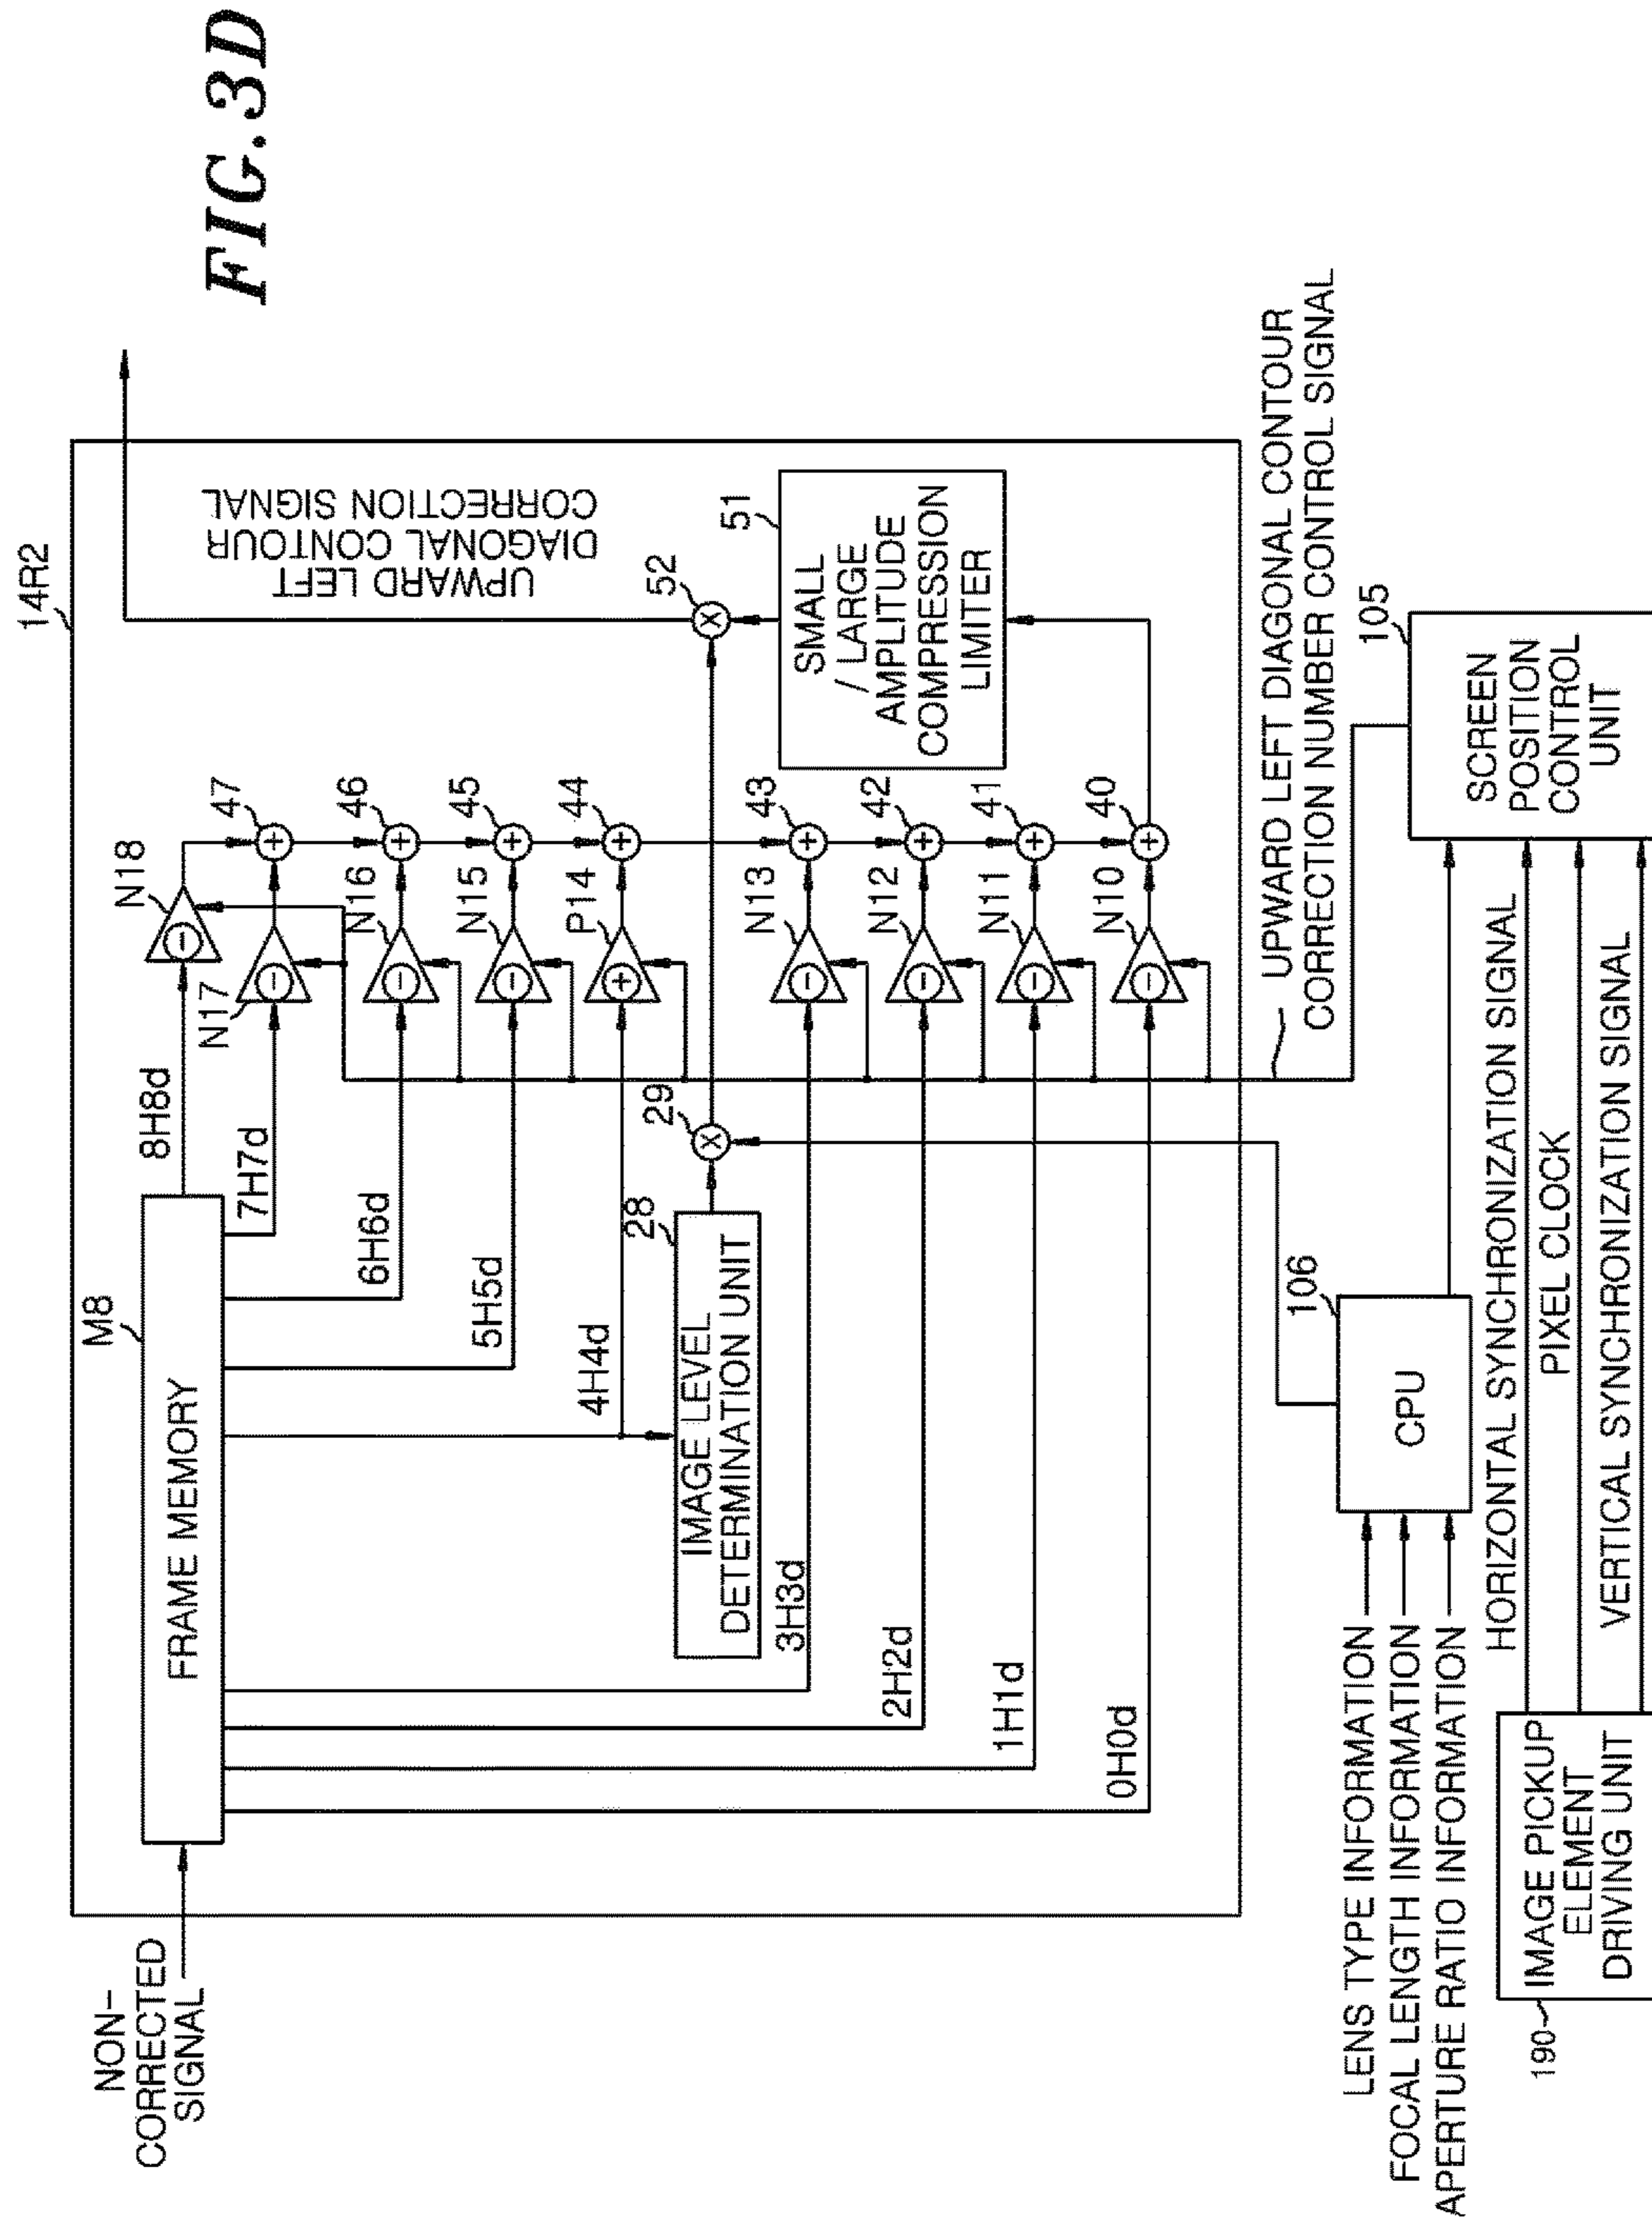 FIG.3D
14R2
NON-
CORRECTED
SIGNAL
M8
FRAME MEMORY
8H8d
N18
7H7d
N17
47
6H6d
N16
46
5H5d
N15
45
4H4d
P14
44
28
IMAGE LEVEL
DETERMINATION UNIT
29
52
UPWARD LEFT
DIAGONAL CONTOUR
CORRECTION SIGNAL
51
SMALL
/ LARGE
AMPLITUDE
COMPRESSION
LIMITER
3H3d
N13
43
2H2d
N12
42
1H1d
N11
41
0H0d
N10
40
UPWARD LEFT DIAGONAL CONTOUR
CORRECTION NUMBER CONTROL SIGNAL
LENS TYPE INFORMATION
FOCAL LENGTH INFORMATION
APERTURE RATIO INFORMATION
106
CPU
105
SCREEN
POSITION
CONTROL
UNIT
HORIZONTAL SYNCHRONIZATION SIGNAL
PIXEL CLOCK
VERTICAL SYNCHRONIZATION SIGNAL
190
IMAGE PICKUP
ELEMENT
DRIVING UNIT